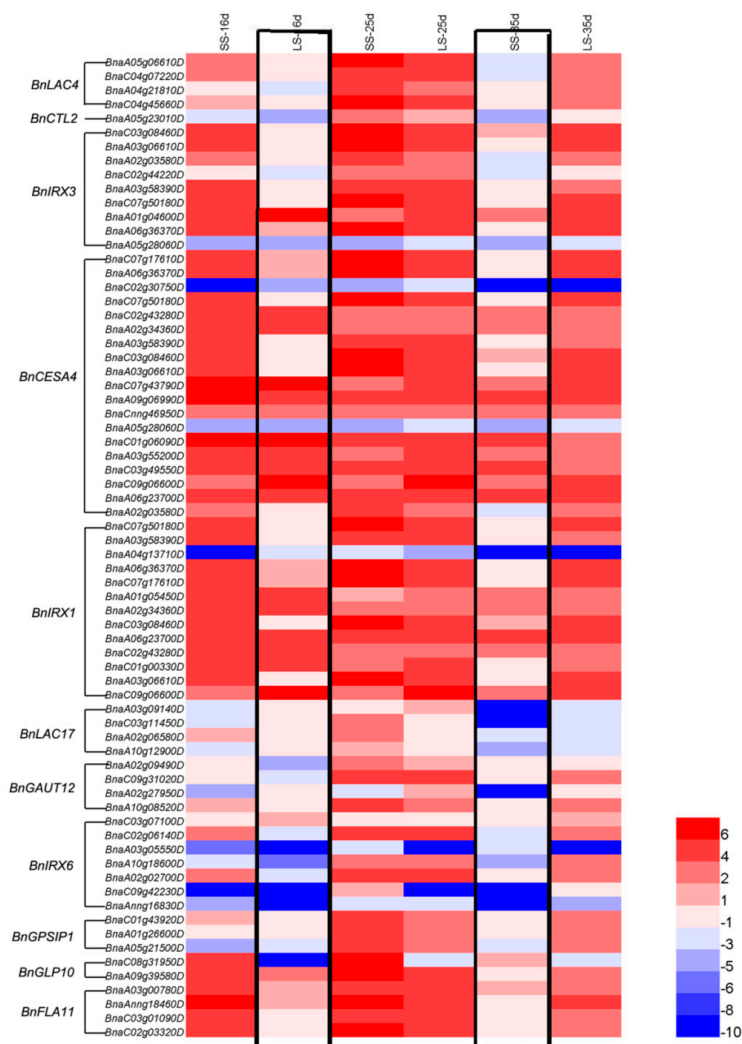 SS-16d LS-16d SS-25d LS-25d SS-35d LS-35d
BnaA05g06610D
BnaC04g07220D
BnLAC4
BnaA04g21810D
BnaC04g45660D
BnCTL2 BnaA05g23010D
BnaC03g08460D
BnaA03g06610D
BnaA02g03580D
BnaC02g44220D
BnIRX3
BnaA03g58390D
BnaC07g50180D
BnaA01g04600D
BnaA06g36370D
BnaA05g28060D
BnaC07g17610D
BnaA06g36370D
BnaC02g30750D
BnaC07g50180D
BnaC02g43280D
BnaA02g34360D
BnaA03g58390D
BnaC03g08460D
BnCESA4
BnaA03g06610D
BnaC07g43790D
BnaA09g06990D
BnaCnng46950D
BnaA05g28060D
BnaC01g06090D
BnaA03g55200D
BnaC03g49550D
BnaC09g06600D
BnaA06g23700D
BnaA02g03580D
BnaC07g50180D
BnaA03g58390D
BnaA04g13710D
BnaA06g36370D
BnaC07g17610D
BnaA01g05450D
BnIRX1 BnaA02g34360D
BnaC03g08460D
BnaA06g23700D
BnaC02g43280D
BnaC01g00330D
BnaA03g06610D
BnaC09g06600D
BnaA03g09140D
BnaC03g11450D
BnLAC17
BnaA02g06580D
BnaA10g12900D
BnaA02g09490D
BnaC09g31020D
BnGAUT12
BnaA02g27950D
BnaA10g08520D
BnaC03g07100D
BnaC02g06140D
BnaA03g05550D
BnIRX6 BnaA10g18600D
BnaA02g02700D
BnaC09g42230D
BnaAnng16830D
BnaC01g43920D
BnGPSIP1 BnaA01g26600D
BnaA05g21500D
BnaC08g31950D
BnGLP10
BnaA09g39580D
BnaA03g00780D
BnaAnng18460D
BnFLA11
BnaC03g01090D
BnaC02g03320D
6
4
2
1
-3
-5
-6
-8
-10